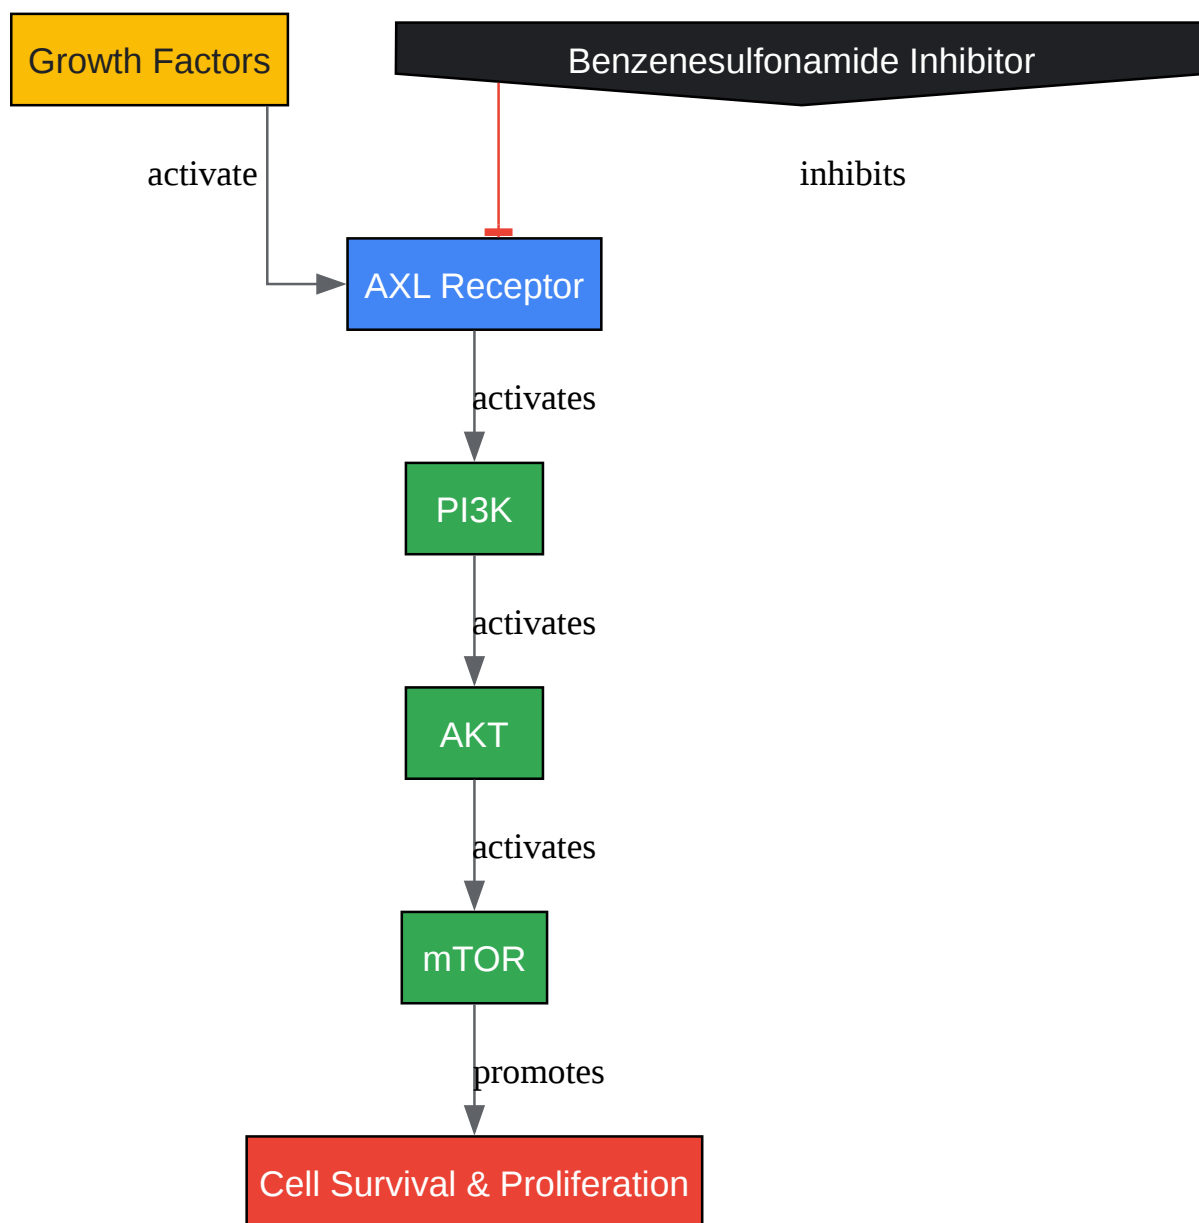 Growth Factors
Benzenesulfonamide Inhibitor
activate
inhibits
AXL Receptor
activates
PI3K
activates
AKT
activates
mTOR
promotes
Cell Survival & Proliferation